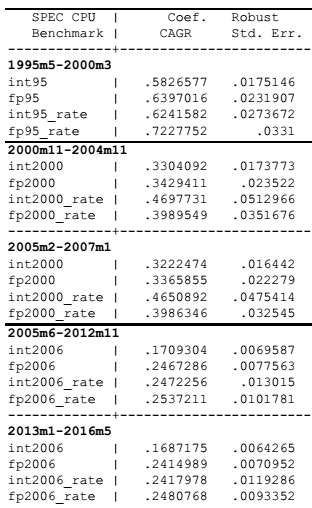 SPEC CPU | Coef. Robust
Benchmark | CAGR Std. Err.
-------------+------------------------
1995m5-2000m3
int95 | .5826577 .0175146
fp95 | .6397016 .0231907
int95_rate | .6241582 .0273672
fp95_rate | .7227752 .0331
2000m11-2004m11
int2000 | .3304092 .0173773
fp2000 | .3429411 .023522
int2000_rate | .4697731 .0512966
fp2000_rate | .3989549 .0351676
-------------+------------------------
2005m2-2007m1
int2000 | .3222474 .016442
fp2000 | .3365855 .022279
int2000_rate | .4650892 .0475414
fp2000_rate | .3986346 .032545
2005m6-2012m11
int2006 | .1709304 .0069587
fp2006 | .2467286 .0077563
int2006_rate | .2472256 .013015
fp2006_rate | .2537211 .0101781
-------------+------------------------
2013m1-2016m5
int2006 | .1687175 .0064265
fp2006 | .2414989 .0070952
int2006_rate | .2417978 .0119286
fp2006_rate | .2480768 .0093352